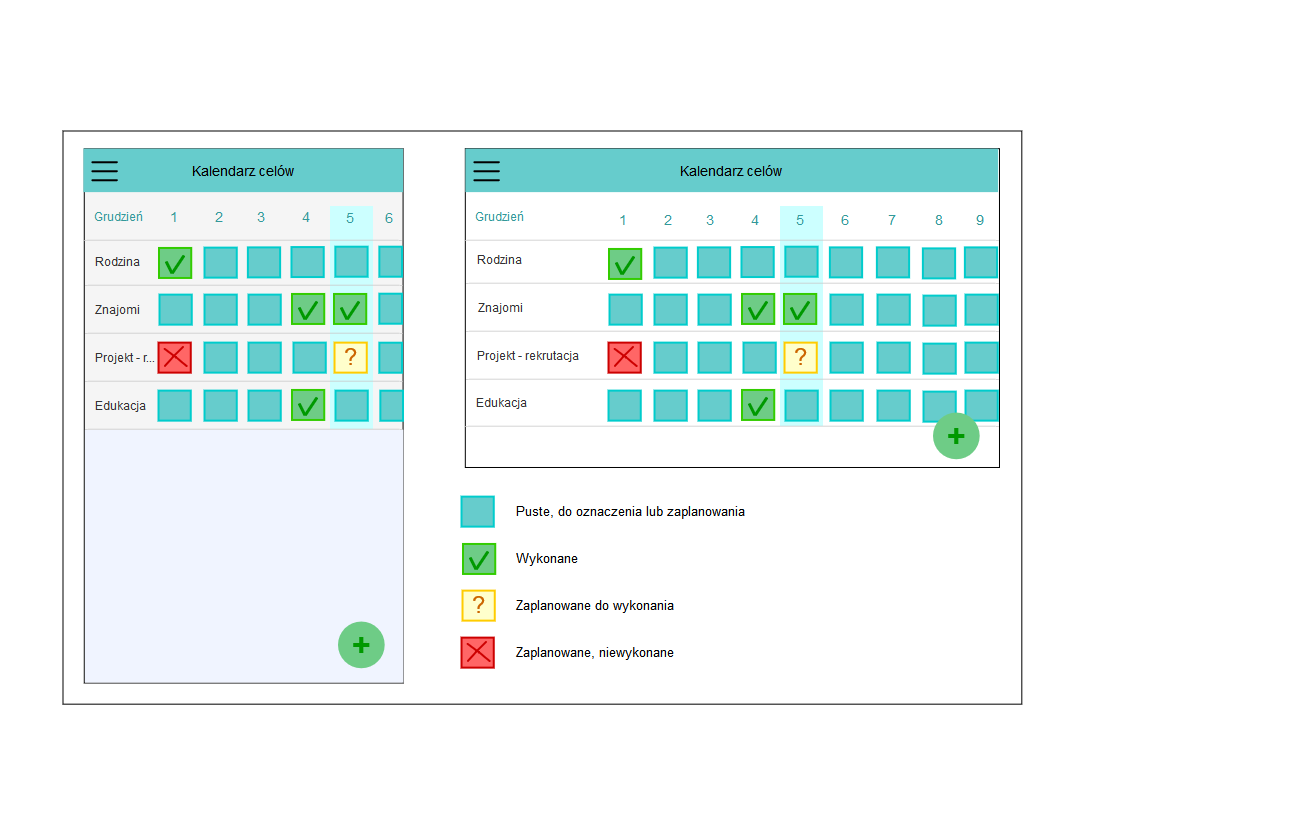 Kalendarz celów
Grudzień 1 2 3 4 5 6
Rodzina
Znajomi
Projekt - r... ?
Edukacja
+
Kalendarz celów
Grudzień 1 2 3 4 5 6 7 8 9
Rodzina
Znajomi
Projekt - rekrutacja ?
Edukacja
+
Puste, do oznaczenia lub zaplanowania
Wykonane
? Zaplanowane do wykonania
Zaplanowane, niewykonane